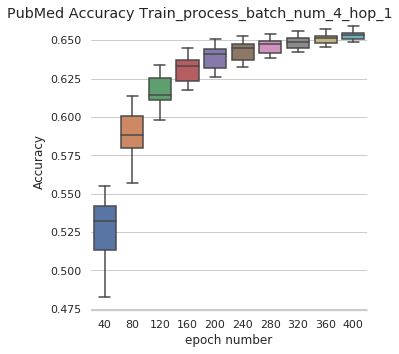 PubMed Accuracy Train_process_batch_num_4_hop_1
0.650
0.625
0.600
0.575
0.550
0.525
0.500
0.475
Accuracy
40 80 120 160 200 240 280 320 360 400
epoch number